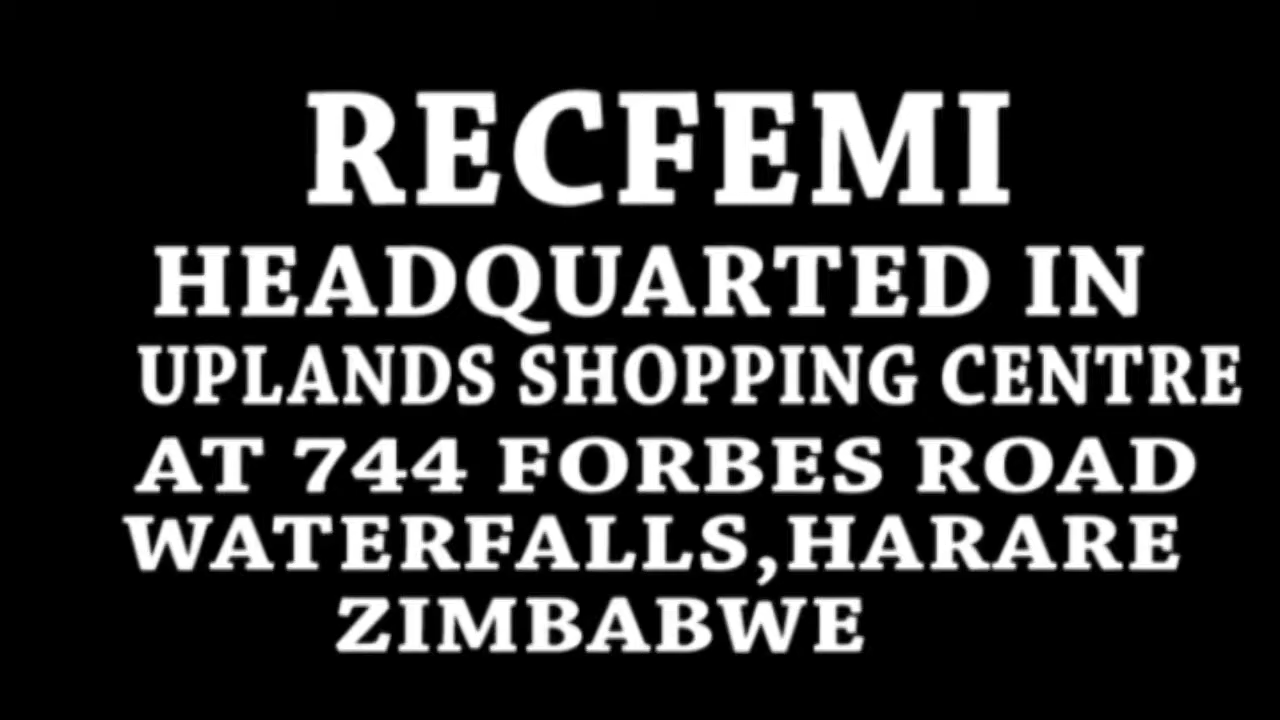 RECFEMI
HEADQUARTED IN
UPLANDS SHOPPING CENTRE
AT 744 FORBES ROAD
WATERFALLS,HARARE
ZIMBABWE